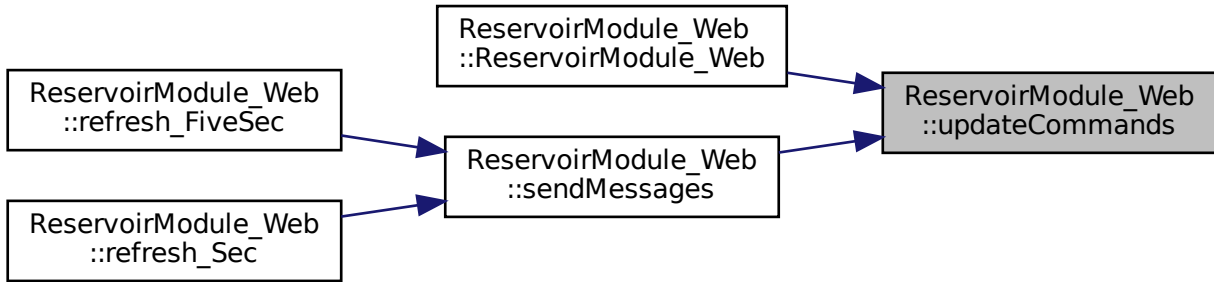 ReservoirModule_Web
::ReservoirModule_Web
ReservoirModule_Web
::refresh_FiveSec
ReservoirModule_Web
::updateCommands
ReservoirModule_Web
::sendMessages
ReservoirModule_Web
::refresh_Sec